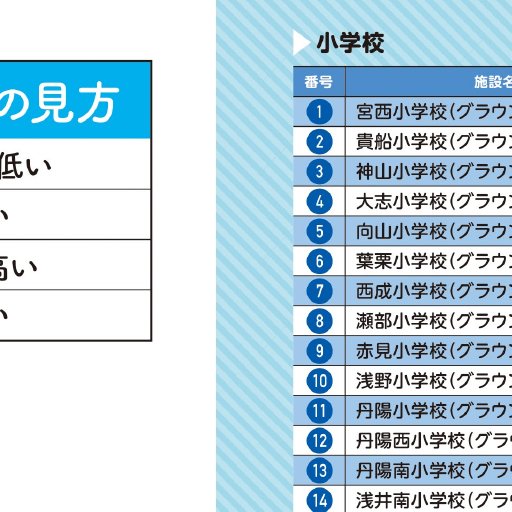 の見方
低い
い
高い
い
小学校
番号 施設名
1 宮西小学校(グラウン
2 貴船小学校(グラウン
3 神山小学校(グラウン
4 大志小学校(グラウン
5 向山小学校(グラウン
6 葉栗小学校(グラウン
7 西成小学校(グラウン
8 瀬部小学校(グラウン
9 赤見小学校(グラウン
10 浅野小学校(グラウン
11 丹陽小学校(グラウン
12 丹陽西小学校(グラ
13 丹陽南小学校(グラ
14 浅井南小学校(グラ